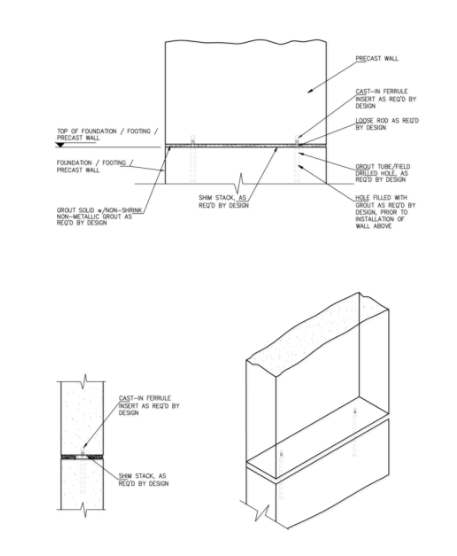 PRECAST WALL
CAST-IN FERRULE
INSERT AS REQ'D BY
DESIGN
LOOSE ROD AS REQ'D
BY DESIGN
TOP OF FOUNDATION / FOOTING /
PRECAST WALL
FOUNDATION / FOOTING /
PRECAST WALL
GROUT TUBE/FIELD
DRILLED HOLE, AS
REQ'D BY DESIGN
SHIM STACK, AS
REQ'D BY DESIGN
HOLE FILLED WITH
GROUT AS REQ'D BY
DESIGN, PRIOR TO
INSTALLATION OF
WALL ABOVE
GROUT SOLID w/NON-SHRINK
NON-METALLIC GROUT AS
REQ'D BY DESIGN
CAST-IN FERRULE
INSERT AS REQ'D BY
DESIGN
SHIM STACK, AS
REQ'D BY DESIGN